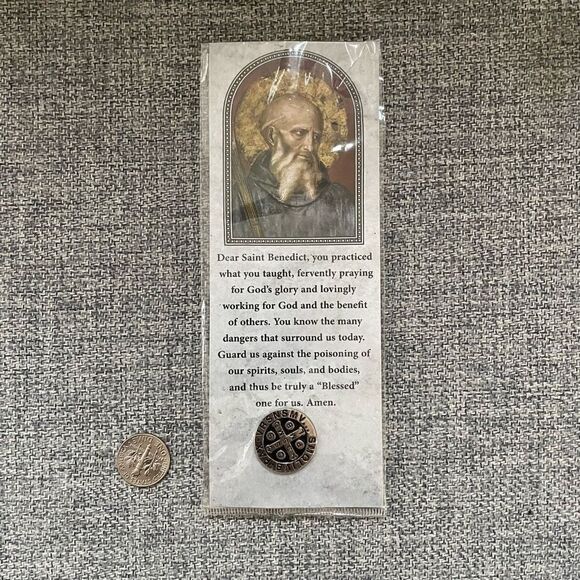 Dear Saint Benedict, you practiced
what you taught, fervently praying
for God's glory and lovingly
working for God and the benefit
of others. You know the many
dangers that surround us today.
Guard us against the poisoning of
our spirits, souls, and bodies,
and thus be truly a “Blessed”
one for us. Amen.